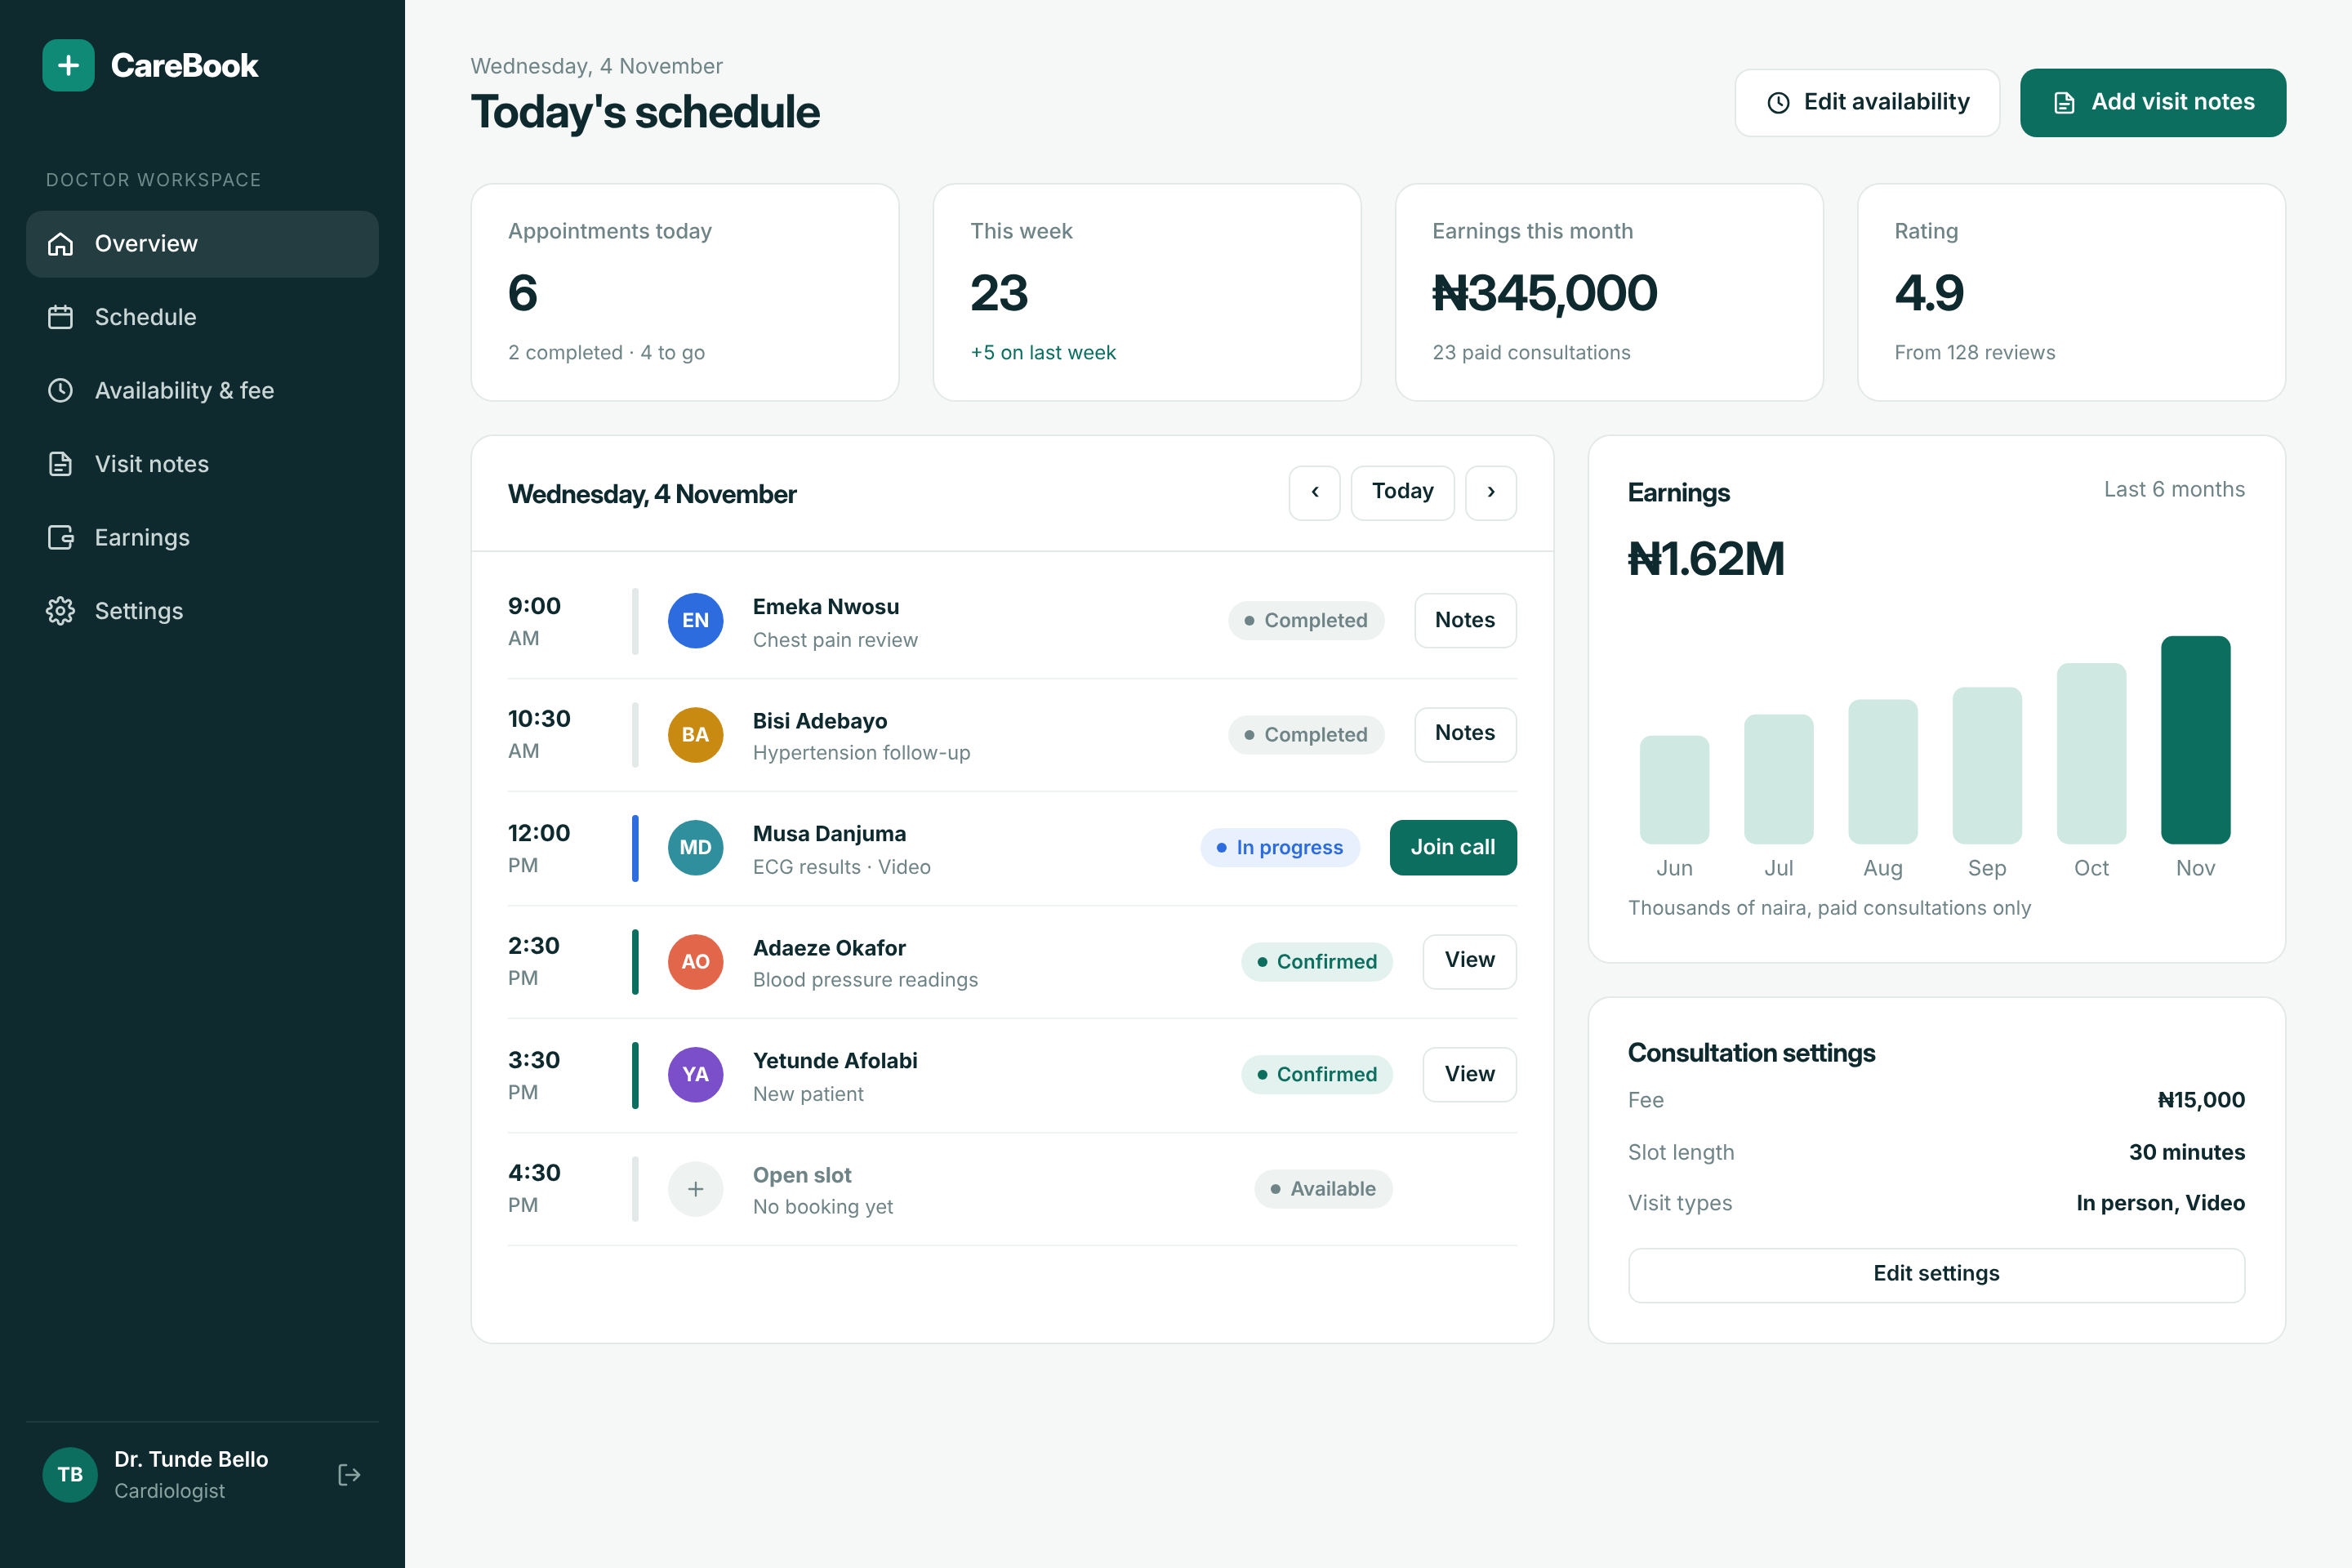 CareBook
DOCTOR WORKSPACE
Overview
Schedule
Availability & fee
Visit notes
Earnings
Settings
TB
Dr. Tunde Bello
Cardiologist
Wednesday, 4 November
Today's schedule
Edit availability
Add visit notes
Appointments today
6
2 completed · 4 to go
This week
23
+5 on last week
Earnings this month
₦345,000
23 paid consultations
Rating
4.9
From 128 reviews
Wednesday, 4 November
‹ Today ›
9:00 AM
EN
Emeka Nwosu
Chest pain review
Completed
Notes
10:30 AM
BA
Bisi Adebayo
Hypertension follow-up
Completed
Notes
12:00 PM
MD
Musa Danjuma
ECG results · Video
In progress
Join call
2:30 PM
AO
Adaeze Okafor
Blood pressure readings
Confirmed
View
3:30 PM
YA
Yetunde Afolabi
New patient
Confirmed
View
4:30 PM
+
Open slot
No booking yet
Available
Earnings
Last 6 months
₦1.62M
Jun Jul Aug Sep Oct Nov
Thousands of naira, paid consultations only
Consultation settings
Fee ₦15,000
Slot length 30 minutes
Visit types In person, Video
Edit settings